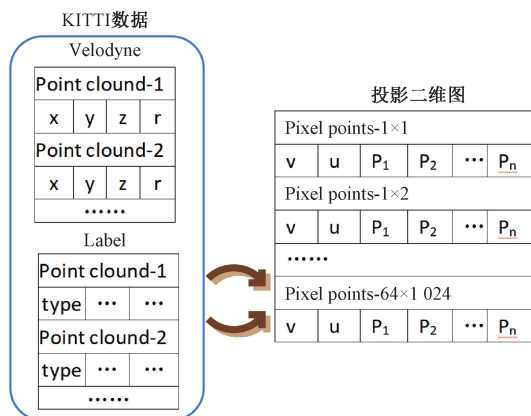 KITTI数据
Velodyne
Point clound-1
x y z r
Point clound-2
x y z r
……
Label
Point clound-1
type … …
Point clound-2
type … …
……
投影二维图
Pixel points-1×1
v u P₁ P₂ … Pₙ
Pixel points-1×2
v u P₁ P₂ … Pₙ
……
Pixel points-64×1 024
v u P₁ P₂ … Pₙ